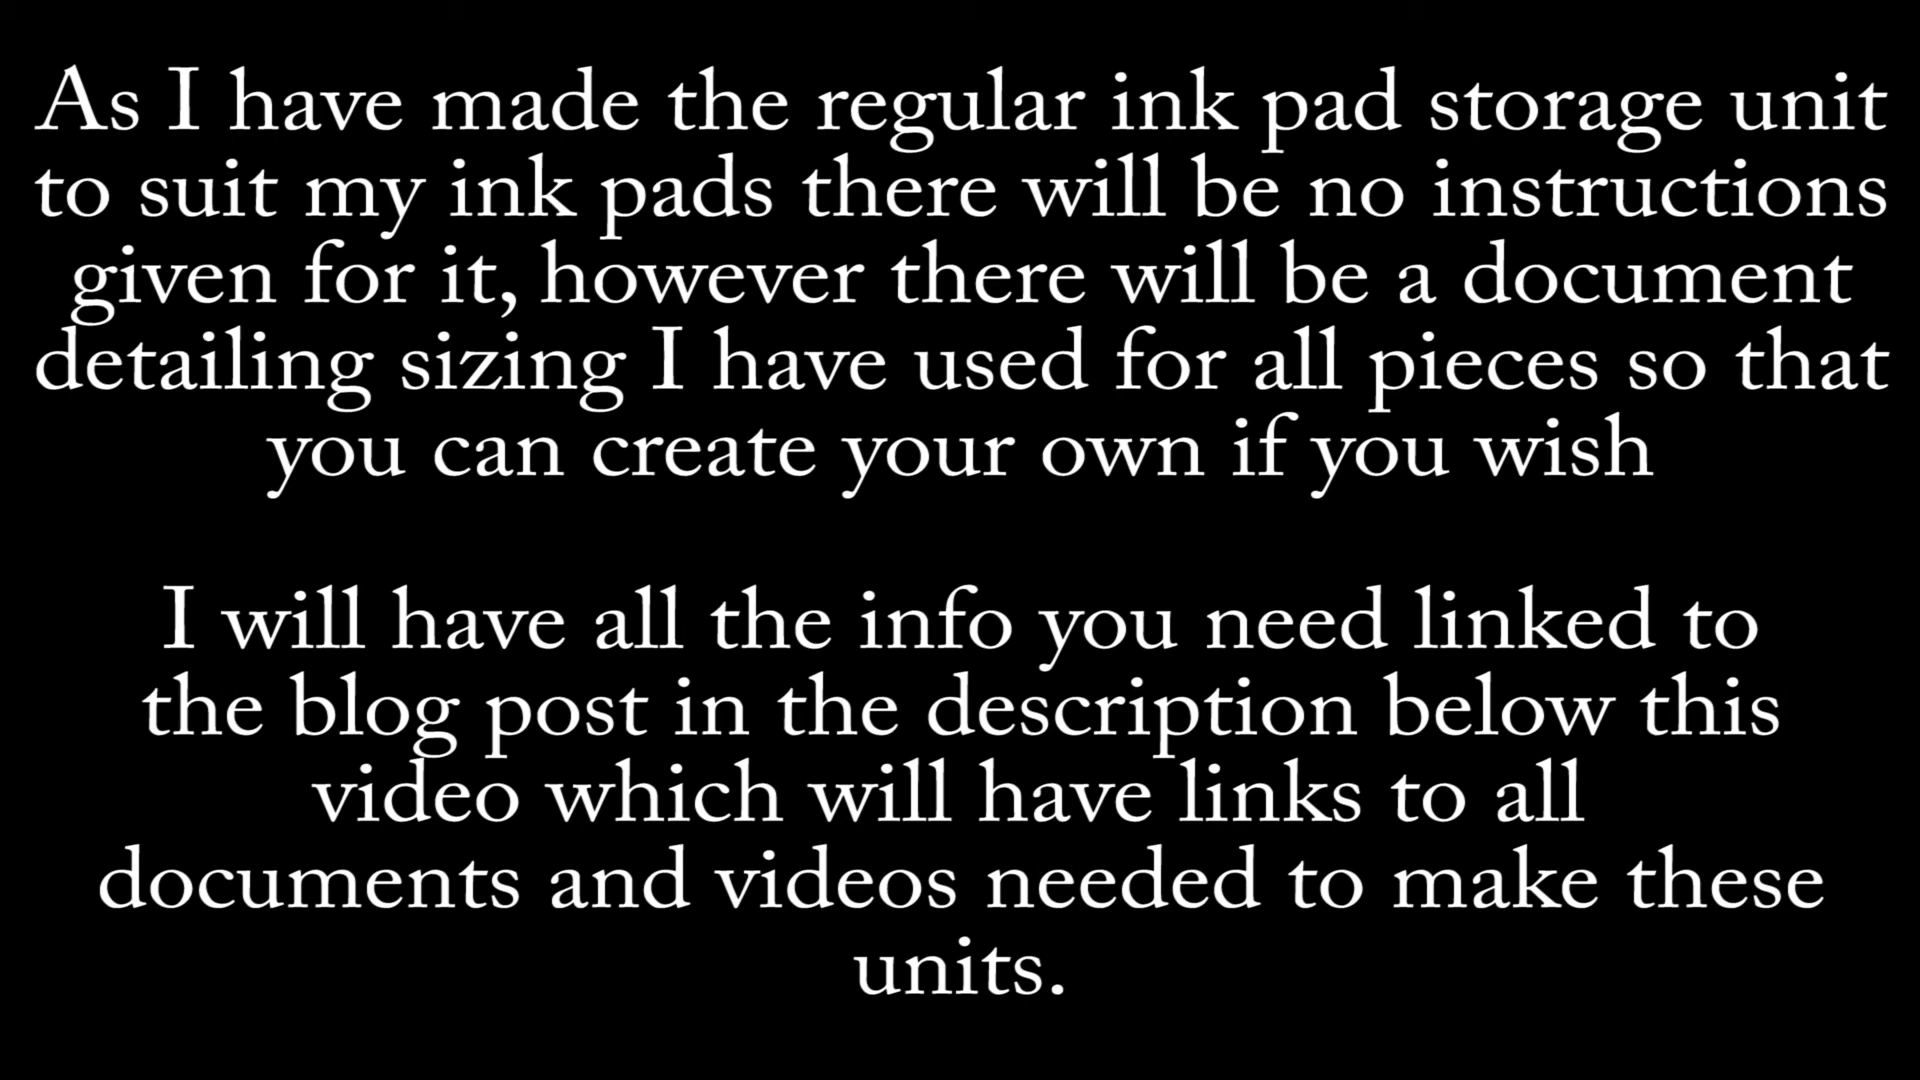 As I have made the regular ink pad storage unit
to suit my ink pads there will be no instructions
given for it, however there will be a document
detailing sizing I have used for all pieces so that
you can create your own if you wish
I will have all the info you need linked to
the blog post in the description below this
video which will have links to all
documents and videos needed to make these
units.